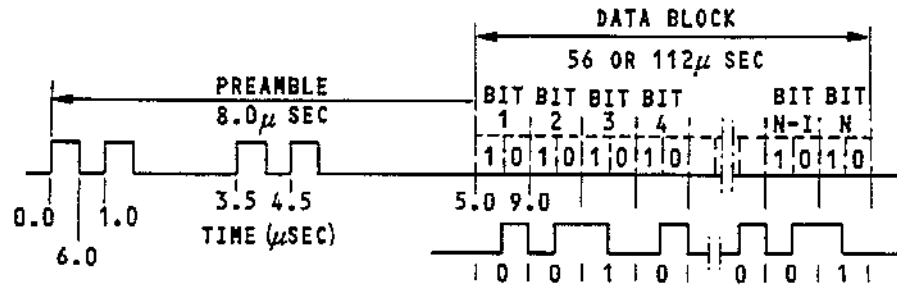 DATA BLOCK
56 OR 112μ SEC
PREAMBLE
8.0μ SEC
BIT BIT BIT BIT BIT BIT
1 2 3 4 N-I N
1 0 1 0 1 0 1 0 1 0 1 0
0.0 1.0 3.5 4.5 5.0 9.0
6.0 TIME (μSEC)
0 0 1 0 0 0 1